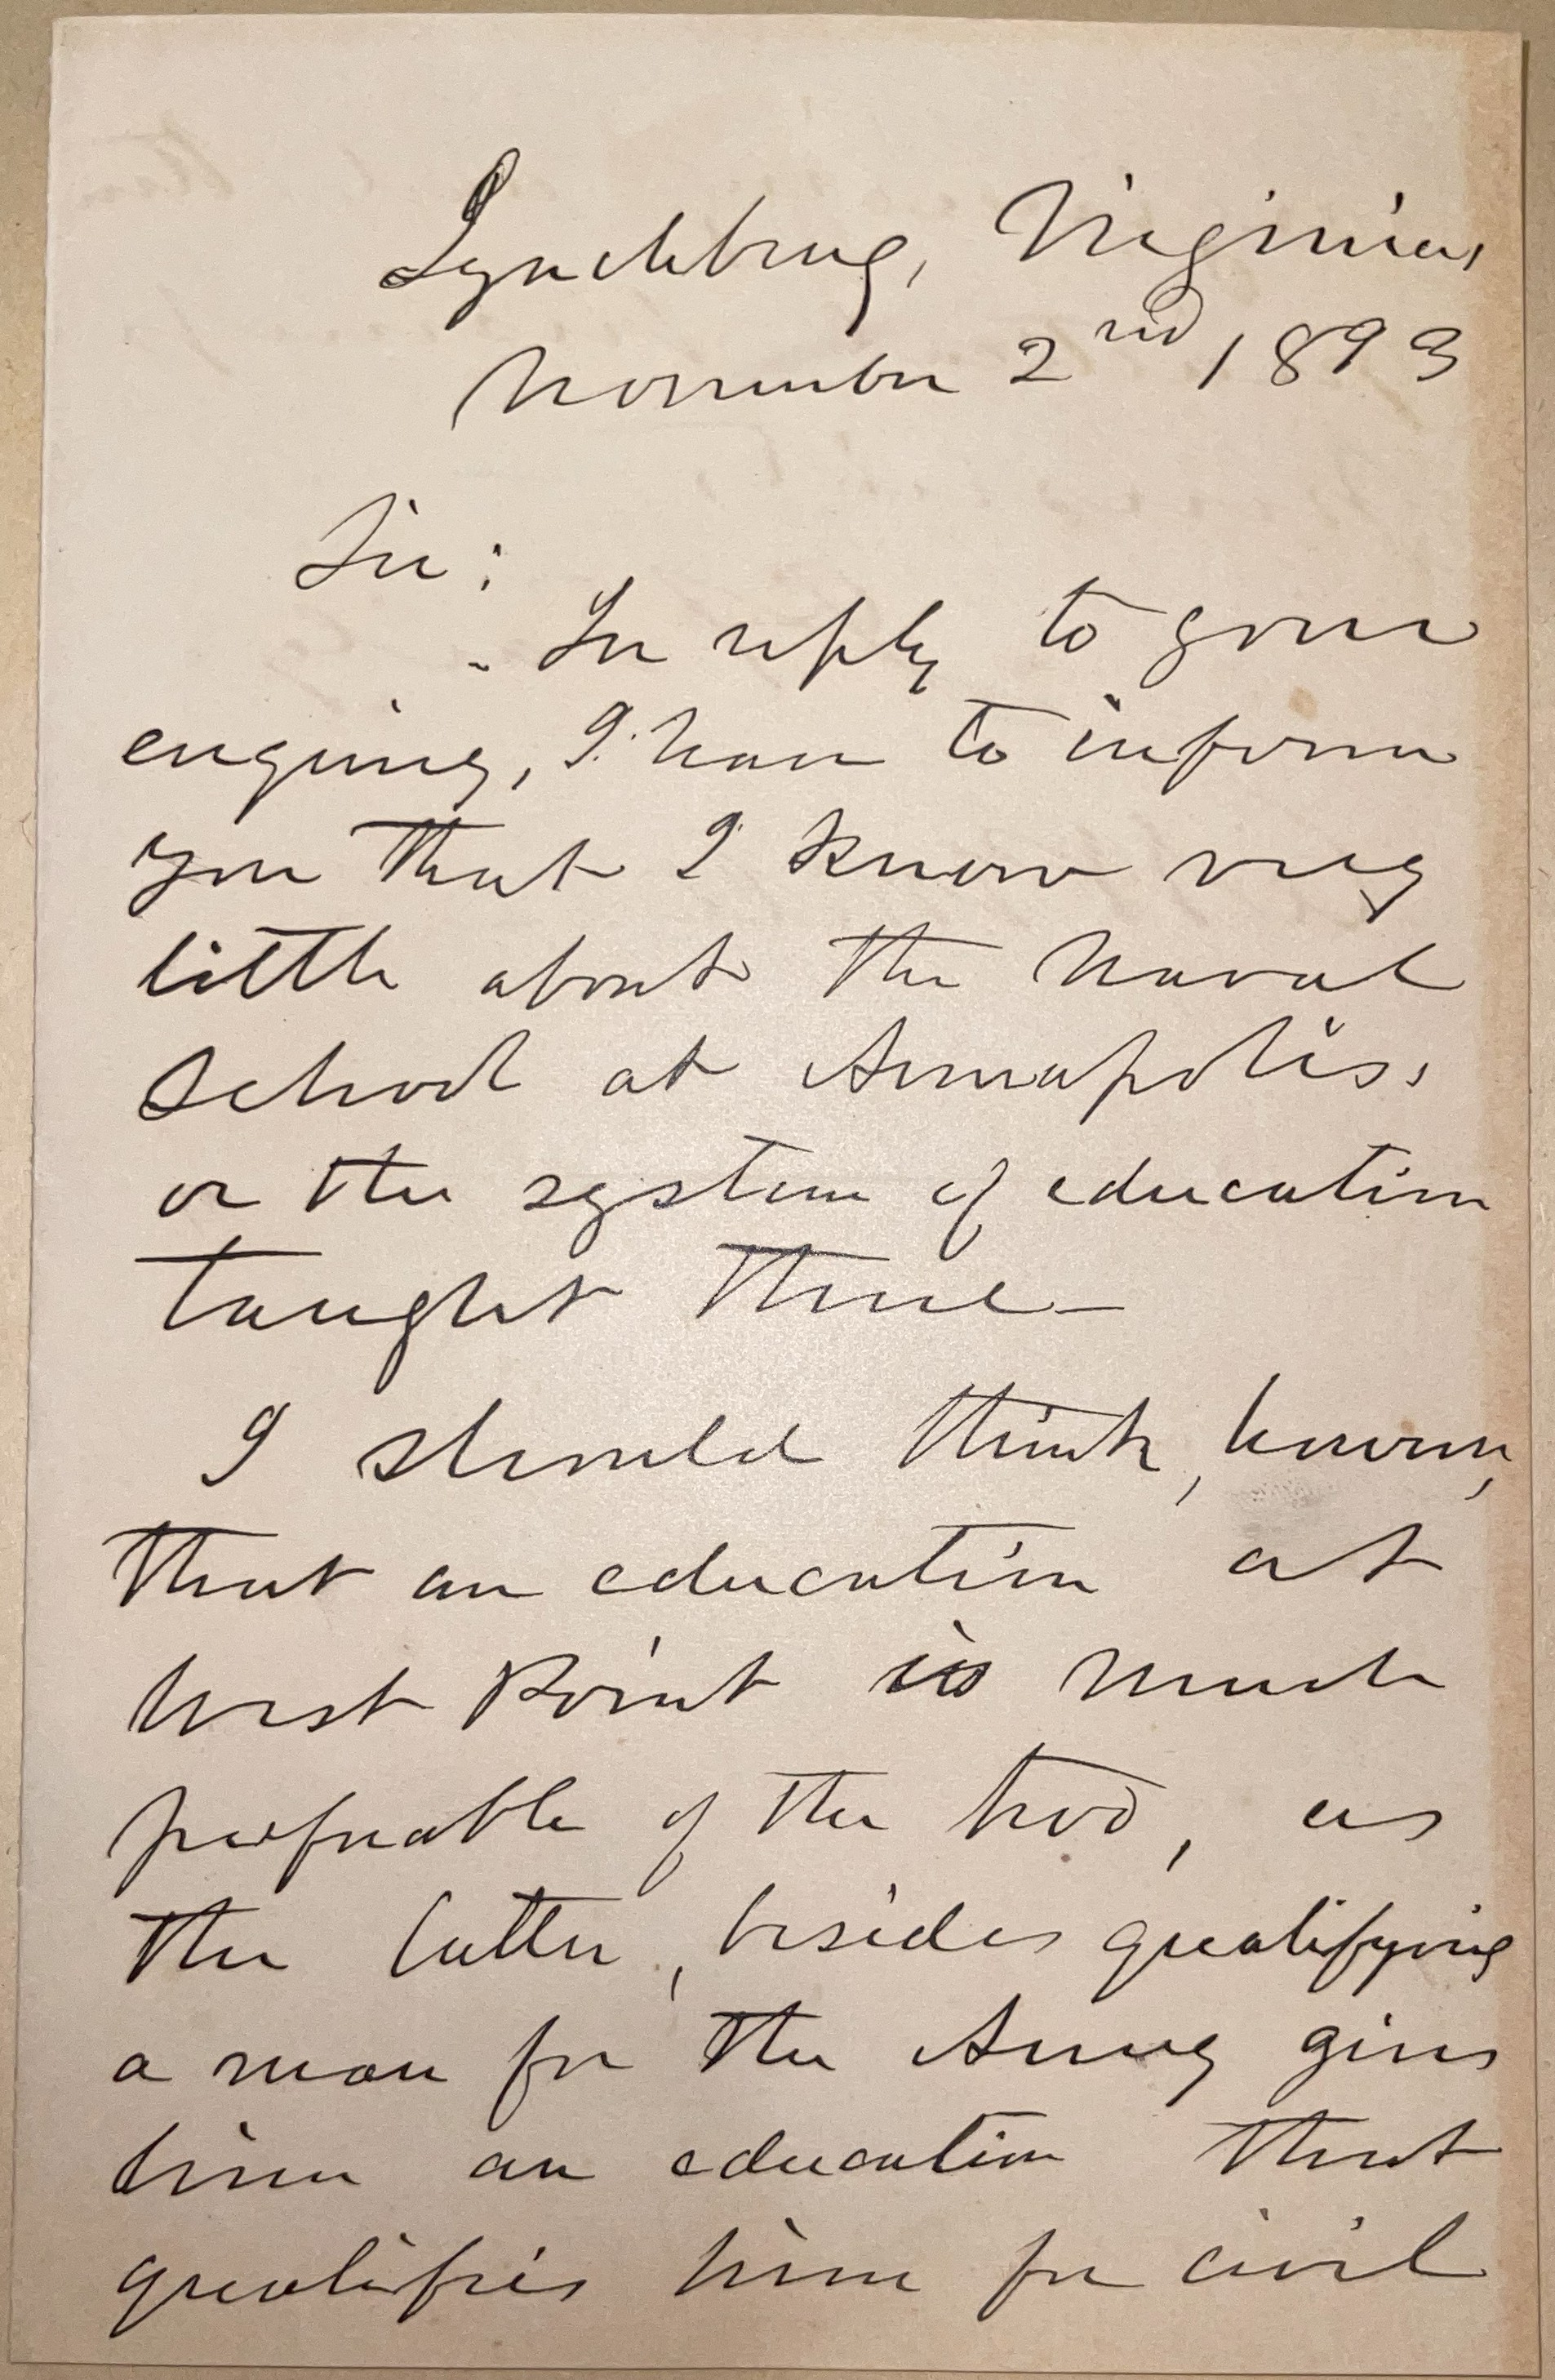 Lynchburg, Virginia,
November 2nd, 1893
Sir:
- In reply to your
enquiry, I have to inform
you that I know very
little about the Naval
School at Annapolis,
or the system of education
taught there—
I should think, however,
that an education at
West Point is much
preferable of the two, as
the latter, besides qualifying
a man for the Army gives
him an education that
qualifies him for civil